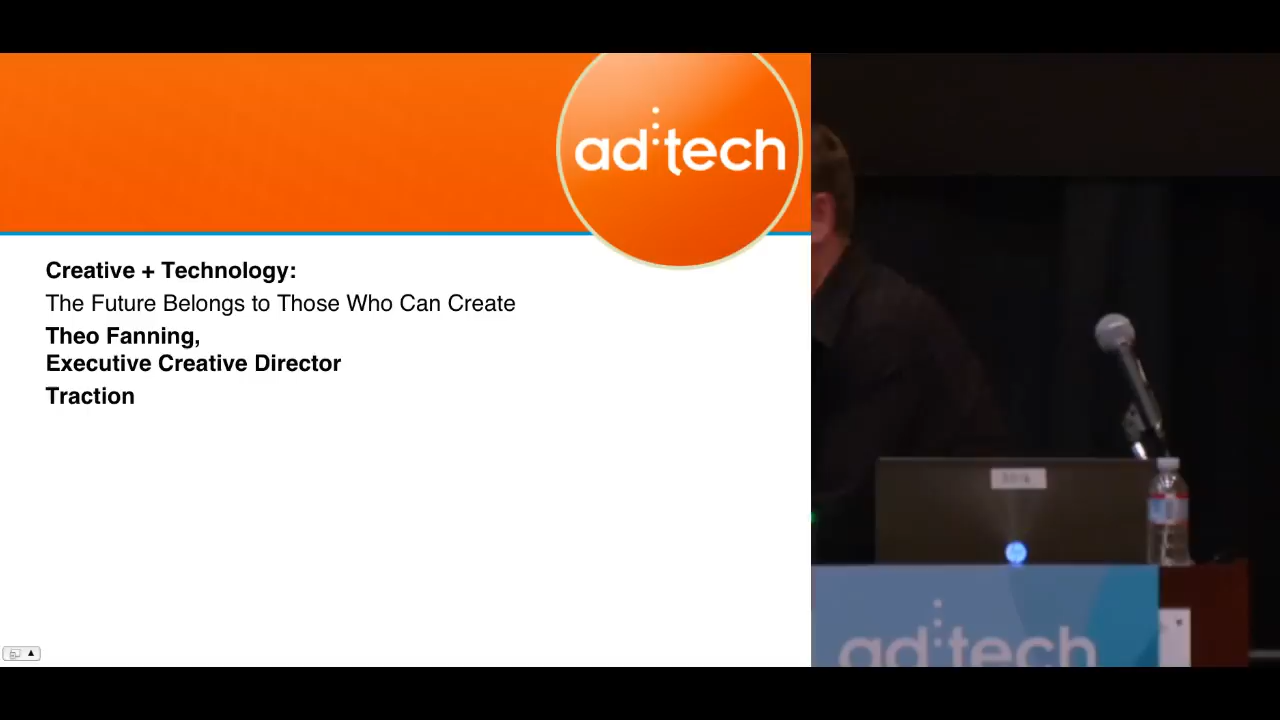 ad:tech
Creative + Technology:
The Future Belongs to Those Who Can Create
Theo Fanning,
Executive Creative Director
Traction
hp
ad:tech